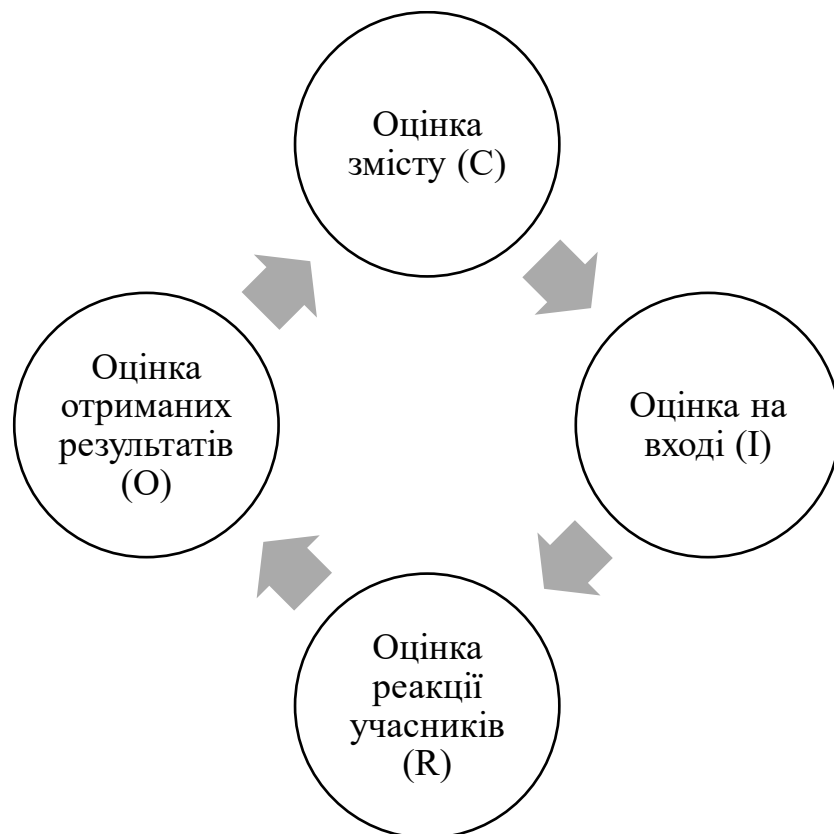 Оцінка
змісту (C)
Оцінка на
вході (I)
Оцінка
реакції
учасників
(R)
Оцінка
отриманих
результатів
(O)